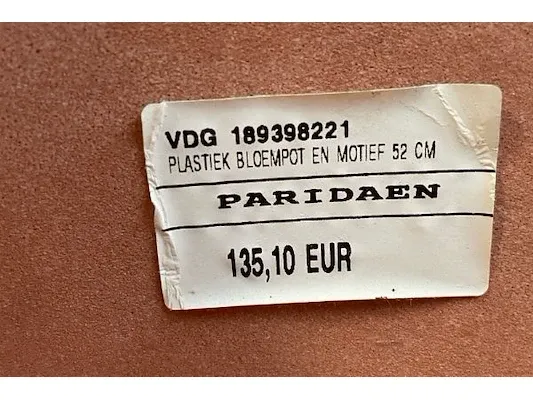 VDG 189398221
PLASTIEK BLOEMPOT EN MOTIEF 52 CM
PARIDAEN
135,10 EUR